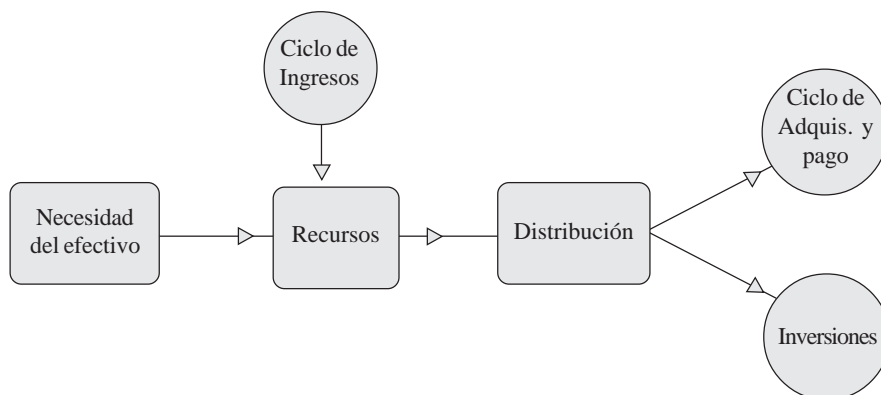 Ciclo de
Ingresos
Ciclo de
Adquis. y
pago
Necesidad
del efectivo
Recursos
Distribución
Inversiones